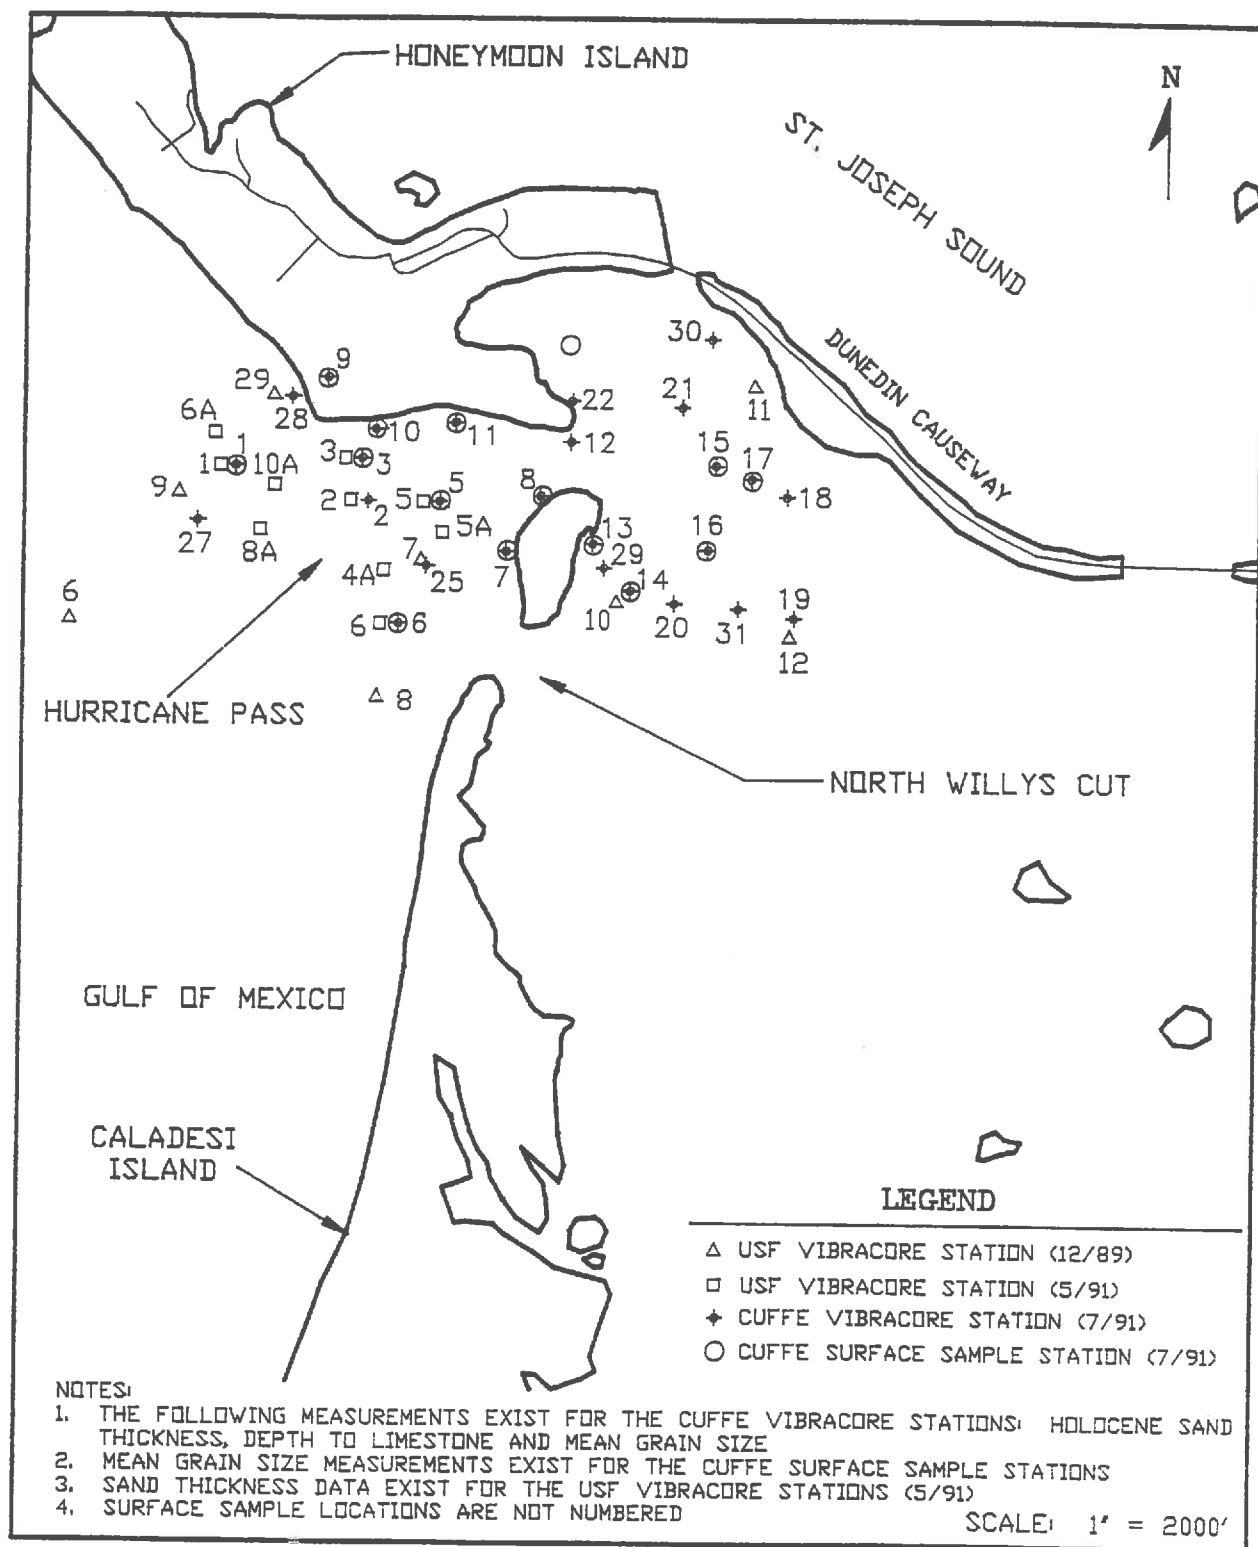 HONEYMOON ISLAND
N
ST. JOSEPH SOUND
DUNEDIN CAUSEWAY
30
9
29
28
22
21
11
6A
10
11
12
1
3
3
15
17
1
10A
9
2
2
5
5
8
18
27
8A
5A
13
16
7
4A
25
7
29
14
6
10
20
31
19
6
6
12
8
HURRICANE PASS
NORTH WILLYS CUT
GULF OF MEXICO
CALADESI
ISLAND
LEGEND
USF VIBRACORE STATION (12/89)
USF VIBRACORE STATION (5/91)
CUFFE VIBRACORE STATION (7/91)
CUFFE SURFACE SAMPLE STATION (7/91)
NOTES:
1. THE FOLLOWING MEASUREMENTS EXIST FOR THE CUFFE VIBRACORE STATIONS: HOLOCENE SAND
THICKNESS, DEPTH TO LIMESTONE AND MEAN GRAIN SIZE
2. MEAN GRAIN SIZE MEASUREMENTS EXIST FOR THE CUFFE SURFACE SAMPLE STATIONS
3. SAND THICKNESS DATA EXIST FOR THE USF VIBRACORE STATIONS (5/91)
4. SURFACE SAMPLE LOCATIONS ARE NOT NUMBERED
SCALE: 1" = 2000'